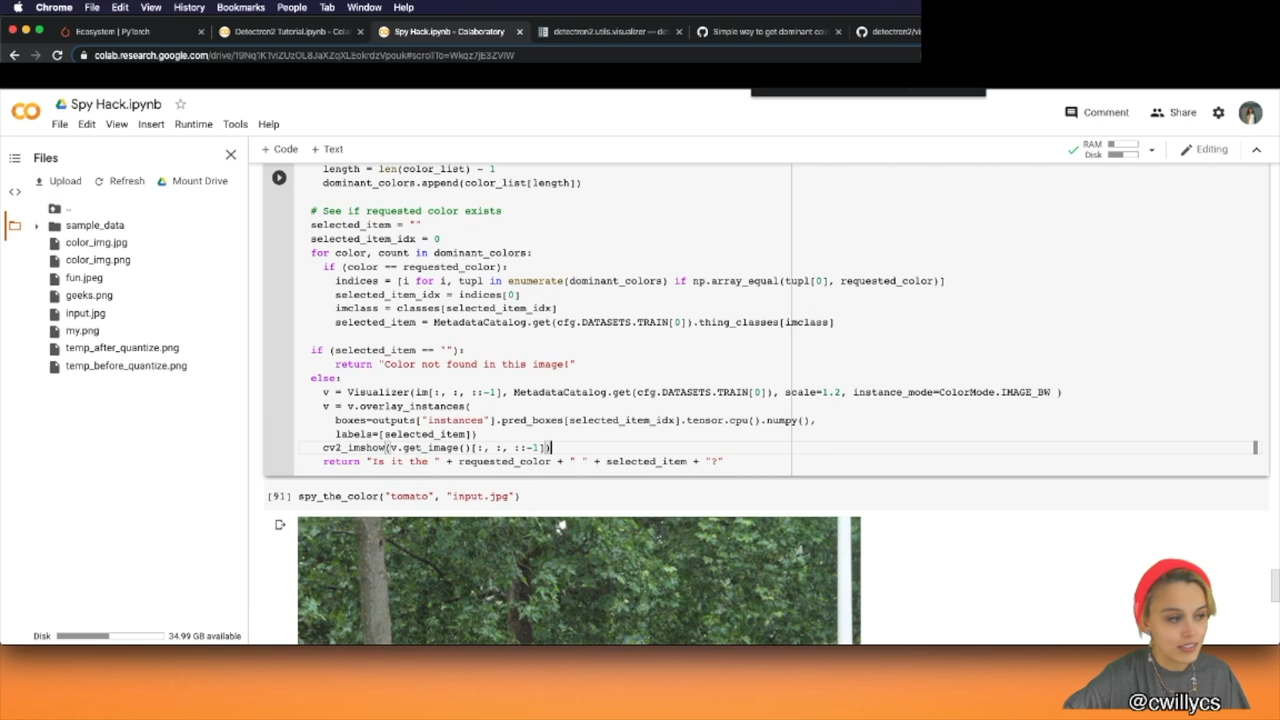 Chrome File Edit View History Bookmarks People Tab Window Help
Ecosystem | PyTorch
Detectron2 Tutorial.ipynb - Cola
Spy Hack.ipynb - Colaboratory
detectron2.utils.visualizer — de
Simple way to get dominant col
detectron2/vi
colab.research.google.com
Spy Hack.ipynb
File Edit View Insert Runtime Tools Help
Comment Share
Files
+ Code + Text
RAM
Disk
Editing
Upload Refresh Mount Drive
..
sample_data
color_img.jpg
color_img.png
fun.jpeg
geeks.png
input.jpg
my.png
temp_after_quantize.png
temp_before_quantize.png
Disk 34.99 GB available
length = len(color_list) - 1
dominant_colors.append(color_list[length])
# See if requested color exists
selected_item = ""
selected_item_idx = 0
for color, count in dominant_colors:
if (color == requested_color):
indices = [i for i, tupl in enumerate(dominant_colors) if np.array_equal(tupl[0], requested_color)]
selected_item_idx = indices[0]
imclass = classes[selected_item_idx]
selected_item = MetadataCatalog.get(cfg.DATASETS.TRAIN[0]).thing_classes[imclass]
if (selected_item == ""):
return "Color not found in this image!"
else:
v = Visualizer(im[:, :, ::-1], MetadataCatalog.get(cfg.DATASETS.TRAIN[0]), scale=1.2, instance_mode=ColorMode.IMAGE_BW )
v = v.overlay_instances(
boxes=outputs["instances"].pred_boxes[selected_item_idx].tensor.cpu().numpy(),
labels=[selected_item])
cv2_imshow(v.get_image()[:, :, ::-1])
return "Is it the " + requested_color + " " + selected_item + "?"
[91] spy_the_color("tomato", "input.jpg")
@cwillycs